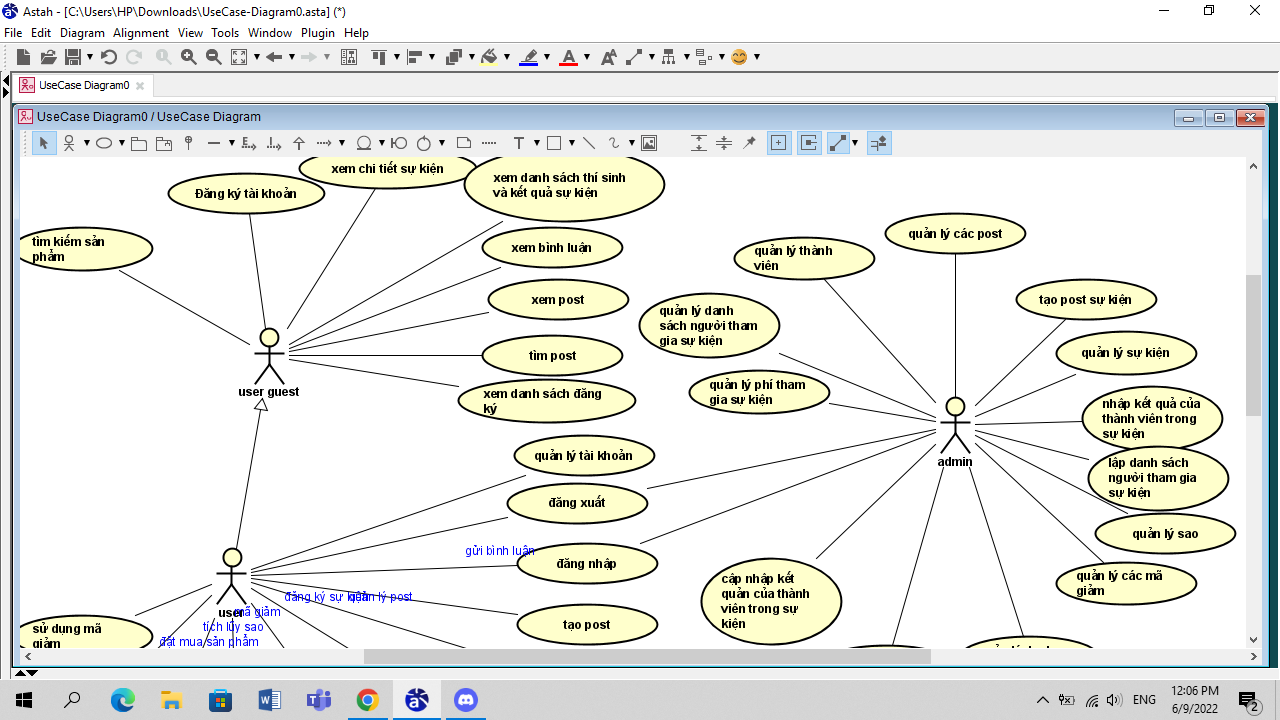 Astah - [C:\Users\HP\Downloads\UseCase-Diagram0.asta] (*)
File Edit Diagram Alignment View Tools Window Plugin Help
UseCase Diagram0
UseCase Diagram0 / UseCase Diagram
xem chi tiết sự kiện
xem danh sách thí sinh
và kết quả sự kiện
Đăng ký tài khoản
tìm kiếm sản
phẩm
xem bình luận
xem post
tìm post
xem danh sách đăng
ký
user guest
quản lý các post
quản lý thành
viên
tạo post sự kiện
quản lý danh
sách người tham
gia sự kiện
quản lý sự kiện
quản lý phí tham
gia sự kiện
nhập kết quả của
thành viên trong
sự kiện
admin
lập danh sách
người tham gia
sự kiện
quản lý tài khoản
đăng xuất
quản lý sao
gửi bình luận
đăng nhập
quản lý các mã
giảm
cập nhập kết
quản của thành
viên trong sự
kiện
đăng ký sự kiện
quản lý post
user
mã giảm
tích lũy sao
đặt mua sản phẩm
tạo post
sử dụng mã
giảm
ENG
12:06 PM
6/9/2022
2